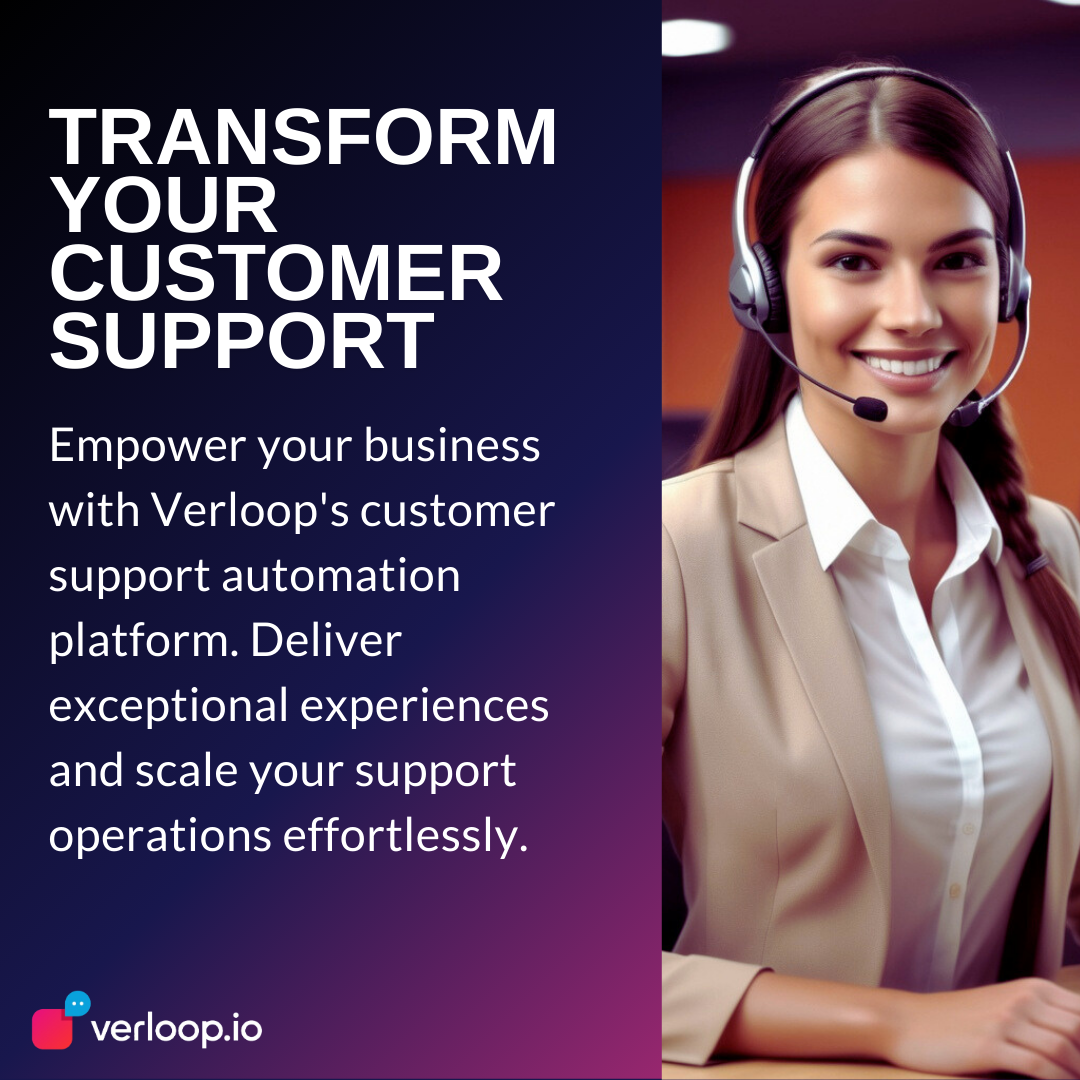 TRANSFORM
YOUR
CUSTOMER
SUPPORT
Empower your business
with Verloop's customer
support automation
platform. Deliver
exceptional experiences
and scale your support
operations effortlessly.
verloop.io